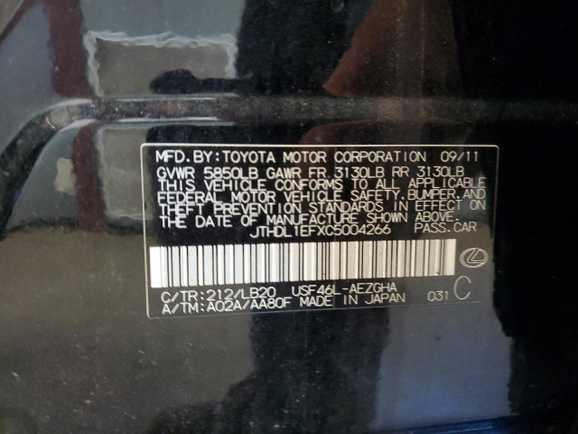 MFD. BY: TOYOTA MOTOR CORPORATION 09/11
GVWR 5850LB GAWR FR 3130LB RR 3130LB
THIS VEHICLE CONFORMS TO ALL APPLICABLE
FEDERAL MOTOR VEHICLE SAFETY, BUMPER, AND
THEFT PREVENTION STANDARDS IN EFFECT ON
THE DATE OF MANUFACTURE SHOWN ABOVE.
JTHDL1EFXC5004266 PASS. CAR
C/TR: 212/LB20 USF46L-AEZGHA
A/TM: A02A/AA80F MADE IN JAPAN 031 C